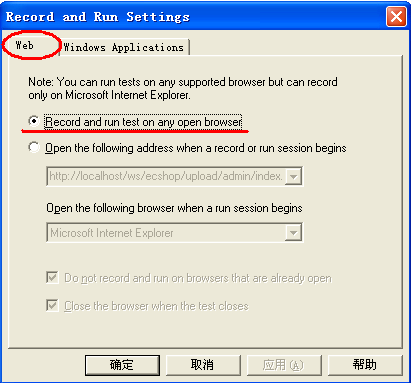 Record and Run Settings
Web
Windows Applications
Note: You can run tests on any supported browser but can record
only on Microsoft Internet Explorer.
Record and run test on any open browser
Open the following address when a record or run session begins
http://localhost/ws/ecshop/upload/admin/index.
Open the following browser when a run session begins
Microsoft Internet Explorer
Do not record and run on browsers that are already open
Close the browser when the test closes
确定
取消
应用(A)
帮助